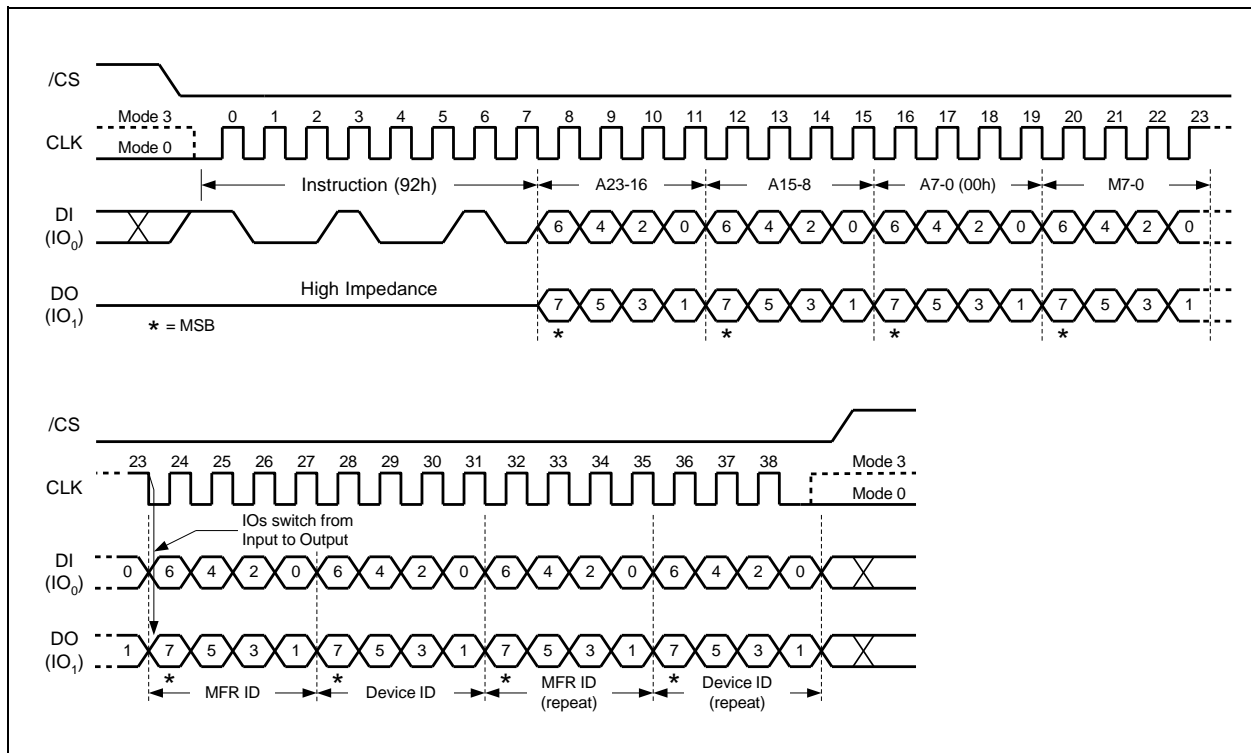 /CS
Mode 3 0 1 2 3 4 5 6 7 8 9 10 11 12 13 14 15 16 17 18 19 20 21 22 23
CLK
Mode 0
Instruction (92h) A23-16 A15-8 A7-0 (00h) M7-0
DI
(IO0)
6 4 2 0 6 4 2 0 6 4 2 0 6 4 2 0
High Impedance
DO
(IO1)
7 5 3 1 7 5 3 1 7 5 3 1 7 5 3 1
* = MSB
* * * *
/CS
23 24 25 26 27 28 29 30 31 32 33 34 35 36 37 38 Mode 3
CLK
Mode 0
IOs switch from
Input to Output
DI
(IO0)
0 6 4 2 0 6 4 2 0 6 4 2 0 6 4 2 0
DO
(IO1)
1 7 5 3 1 7 5 3 1 7 5 3 1 7 5 3 1
* * * *
MFR ID Device ID MFR ID
(repeat)
Device ID
(repeat)